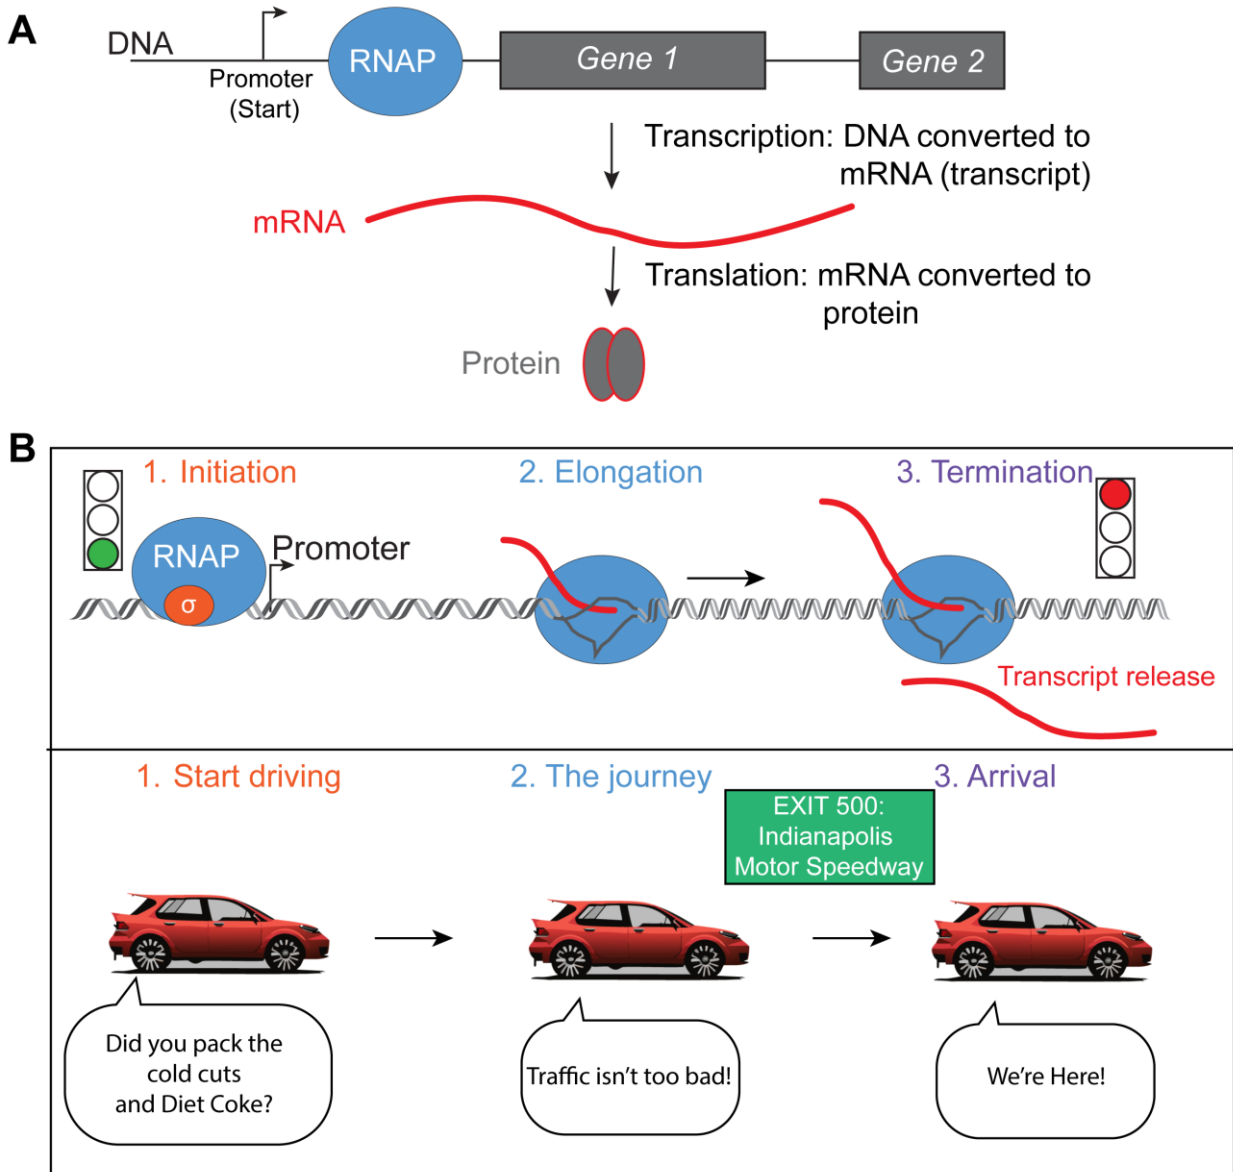 A
DNA
Promoter
(Start)
RNAP
Gene 1
Gene 2
Transcription: DNA converted to
mRNA (transcript)
mRNA
Translation: mRNA converted to
protein
Protein
B
1. Initiation
2. Elongation
3. Termination
RNAP
Promoter
σ
Transcript release
1. Start driving
2. The journey
3. Arrival
EXIT 500:
Indianapolis
Motor Speedway
Did you pack the
cold cuts
and Diet Coke?
Traffic isn't too bad!
We're Here!